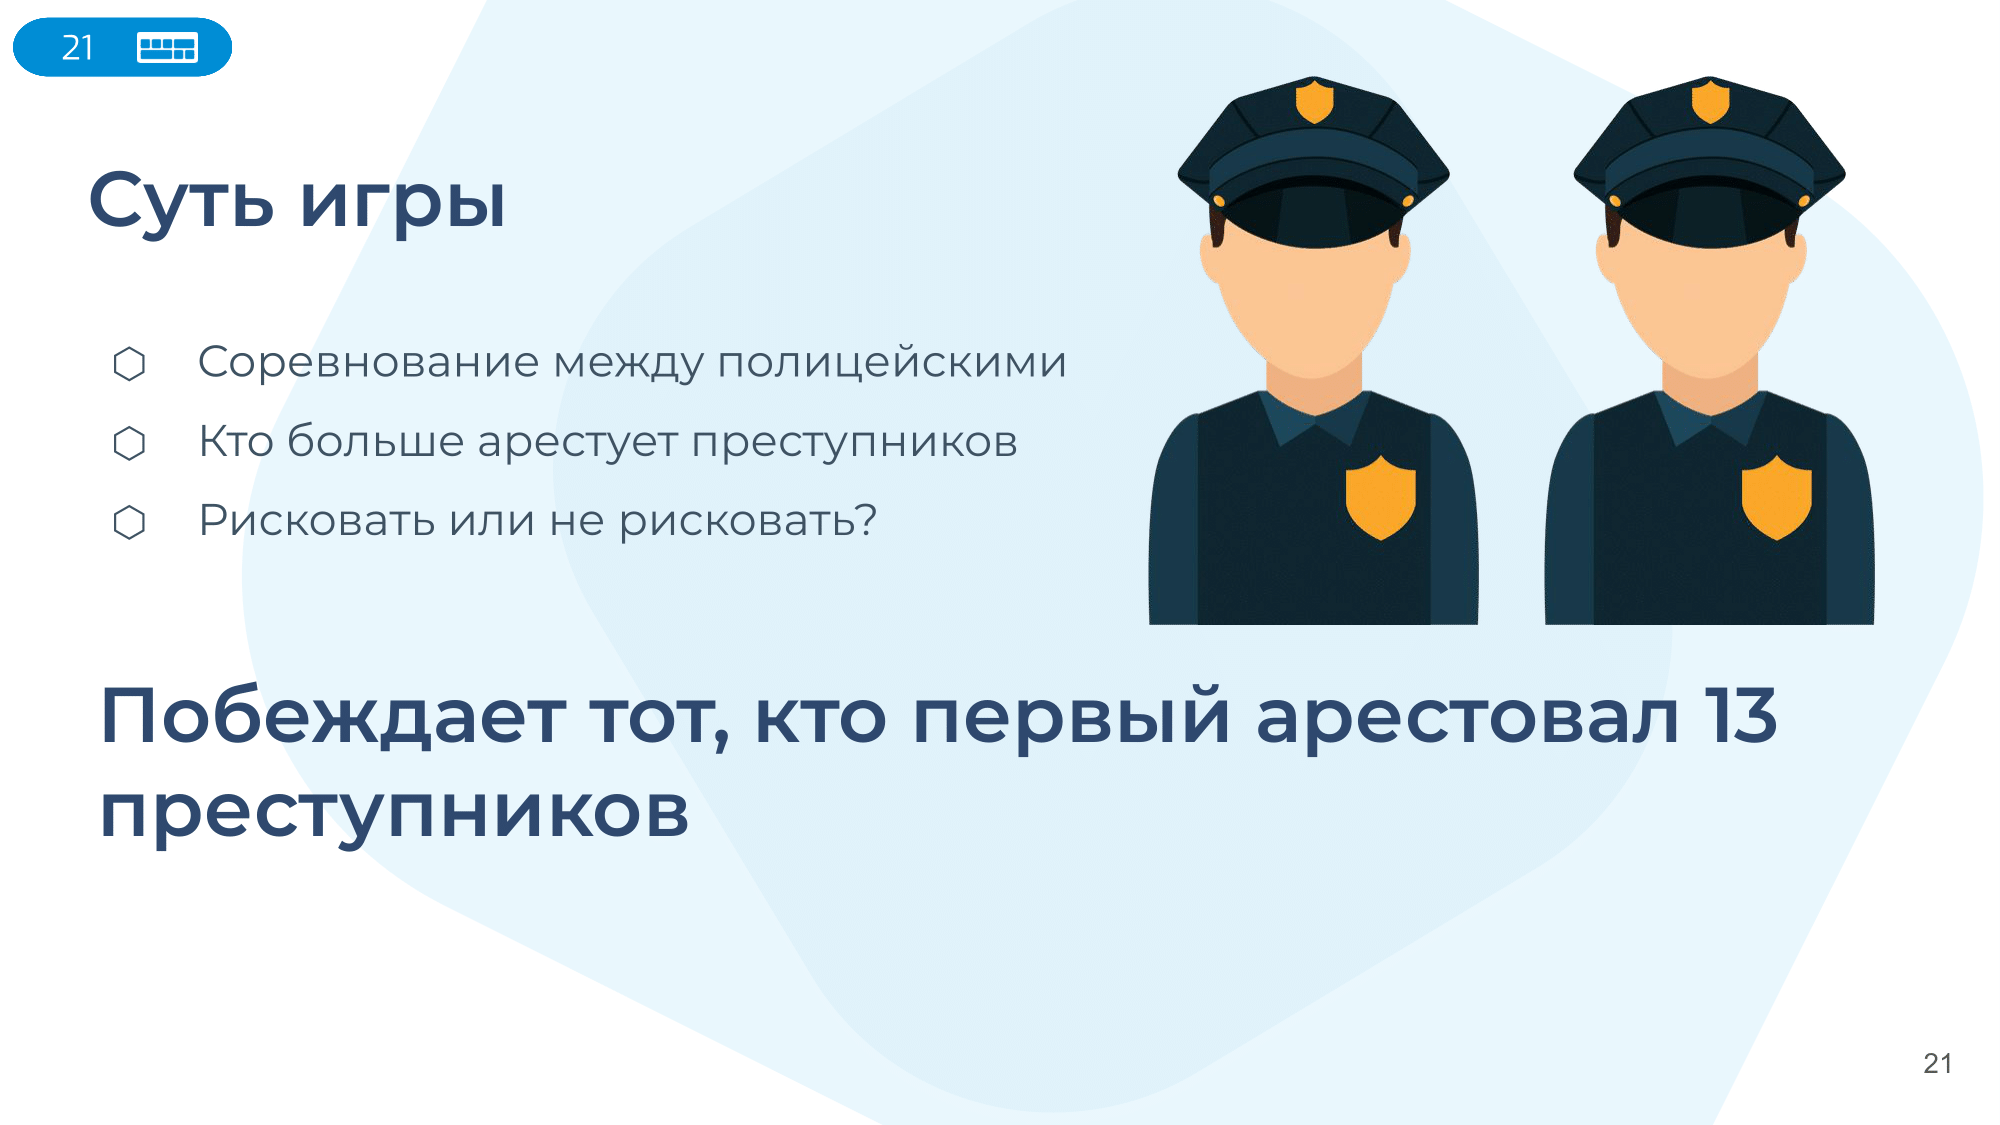 21
Суть игры
Соревнование между полицейскими
Кто больше арестует преступников
Рисковать или не рисковать?
Побеждает тот, кто первый арестовал 13
преступников
21